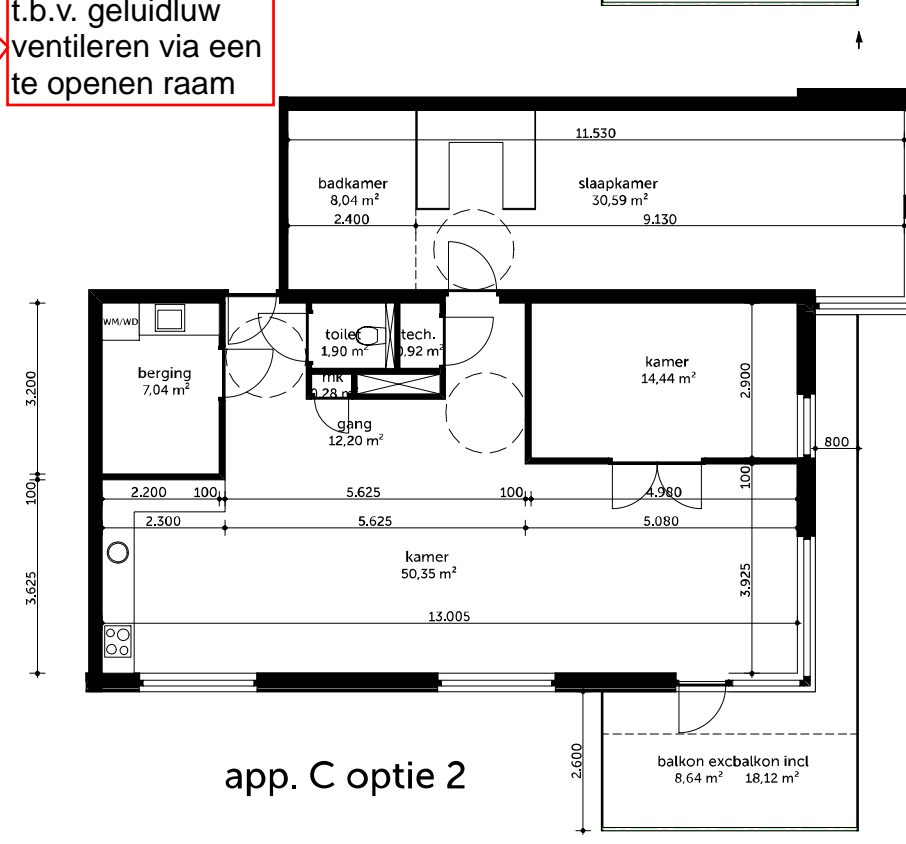 t.b.v. geluidluw
ventileren via een
te openen raam
11.530
badkamer
8,04 m²
2.400
slaapkamer
30,59 m²
9.130
WM/WD
berging
7,04 m²
toilet
1,90 m²
tech.
0,92 m²
mk
0,28 m²
gang
12,20 m²
kamer
14,44 m²
2.900
800
3.200
100
3.625
2.200
100
5.625
100
4.980
100
2.300
5.625
5.080
kamer
50,35 m²
3.925
13.005
2.600
balkon excbalkon incl
8,64 m² 18,12 m²
app. C optie 2